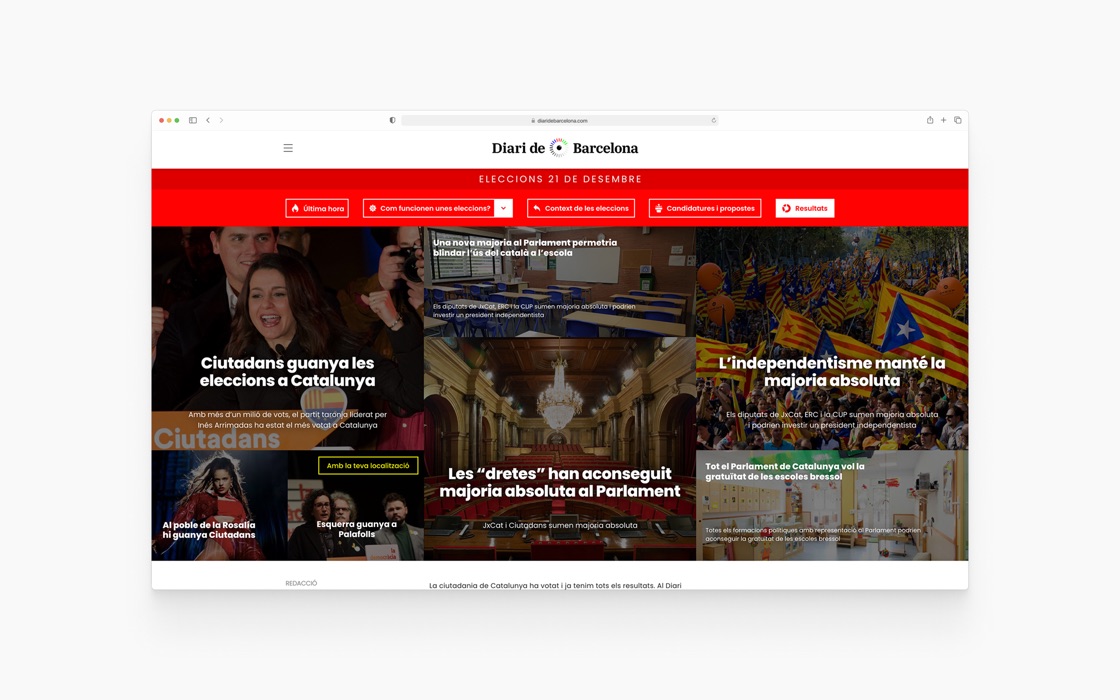 diaridebarcelona.com
Diari de Barcelona
ELECCIONS 21 DE DESEMBRE
Última hora
Com funcionen unes eleccions?
Context de les eleccions
Candidatures i propostes
Resultats
Ciutadans guanya les
eleccions a Catalunya
Amb més d’un milió de vots, el partit taronja liderat per
Inés Arrimadas ha estat el més votat a Catalunya
Ciutadans
Una nova majoria al Parlament permetria
blindar l’ús del català a l’escola
Els diputats de JxCat, ERC i la CUP sumen majoria absoluta i podrien
investir un president independentista
L’independentisme manté la
majoria absoluta
Els diputats de JxCat, ERC i la CUP sumen majoria absoluta
i podrien investir un president independentista
Al poble de la Rosalía
hi guanya Ciutadans
Amb la teva localització
Esquerra guanya a
Palafolls
Les “dretes” han aconseguit
majoria absoluta al Parlament
JxCat i Ciutadans sumen majoria absoluta
Tot el Parlament de Catalunya vol la
gratuïtat de les escoles bressol
Totes els formacions polítiques amb representació al Parlament podrien
aconseguir la gratuïtat de les escoles bressol
REDACCIÓ
La ciutadania de Catalunya ha votat i ja tenim tots els resultats. Al Diari